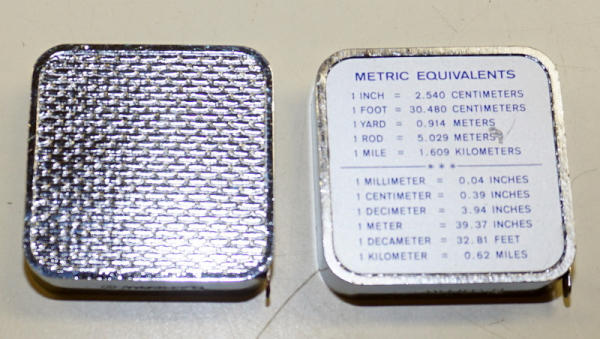 METRIC EQUIVALENTS
1 INCH = 2.540 CENTIMETERS
1 FOOT = 30.480 CENTIMETERS
1 YARD = 0.914 METERS
1 ROD = 5.029 METERS
1 MILE = 1.609 KILOMETERS
***
1 MILLIMETER = 0.04 INCHES
1 CENTIMETER = 0.39 INCHES
1 DECIMETER = 3.94 INCHES
1 METER = 39.37 INCHES
1 DECAMETER = 32.81 FEET
1 KILOMETER = 0.62 MILES